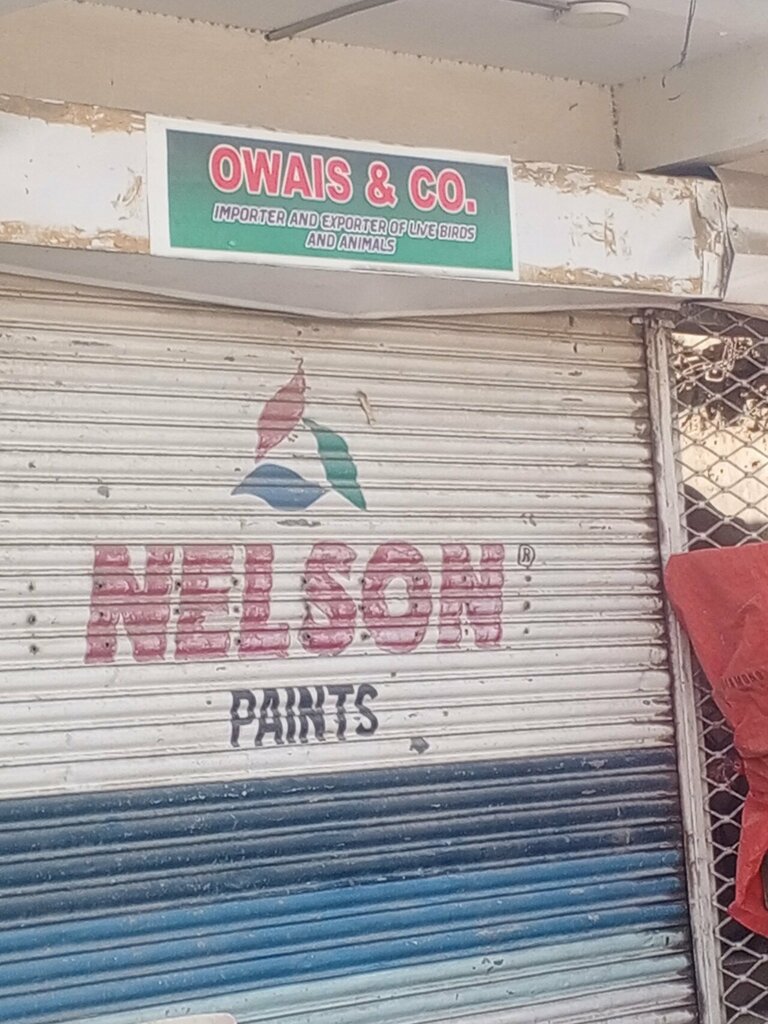 OWAIS & CO.
IMPORTER AND EXPORTER OF LIVE BIRDS
AND ANIMALS
NELSON ®
PAINTS